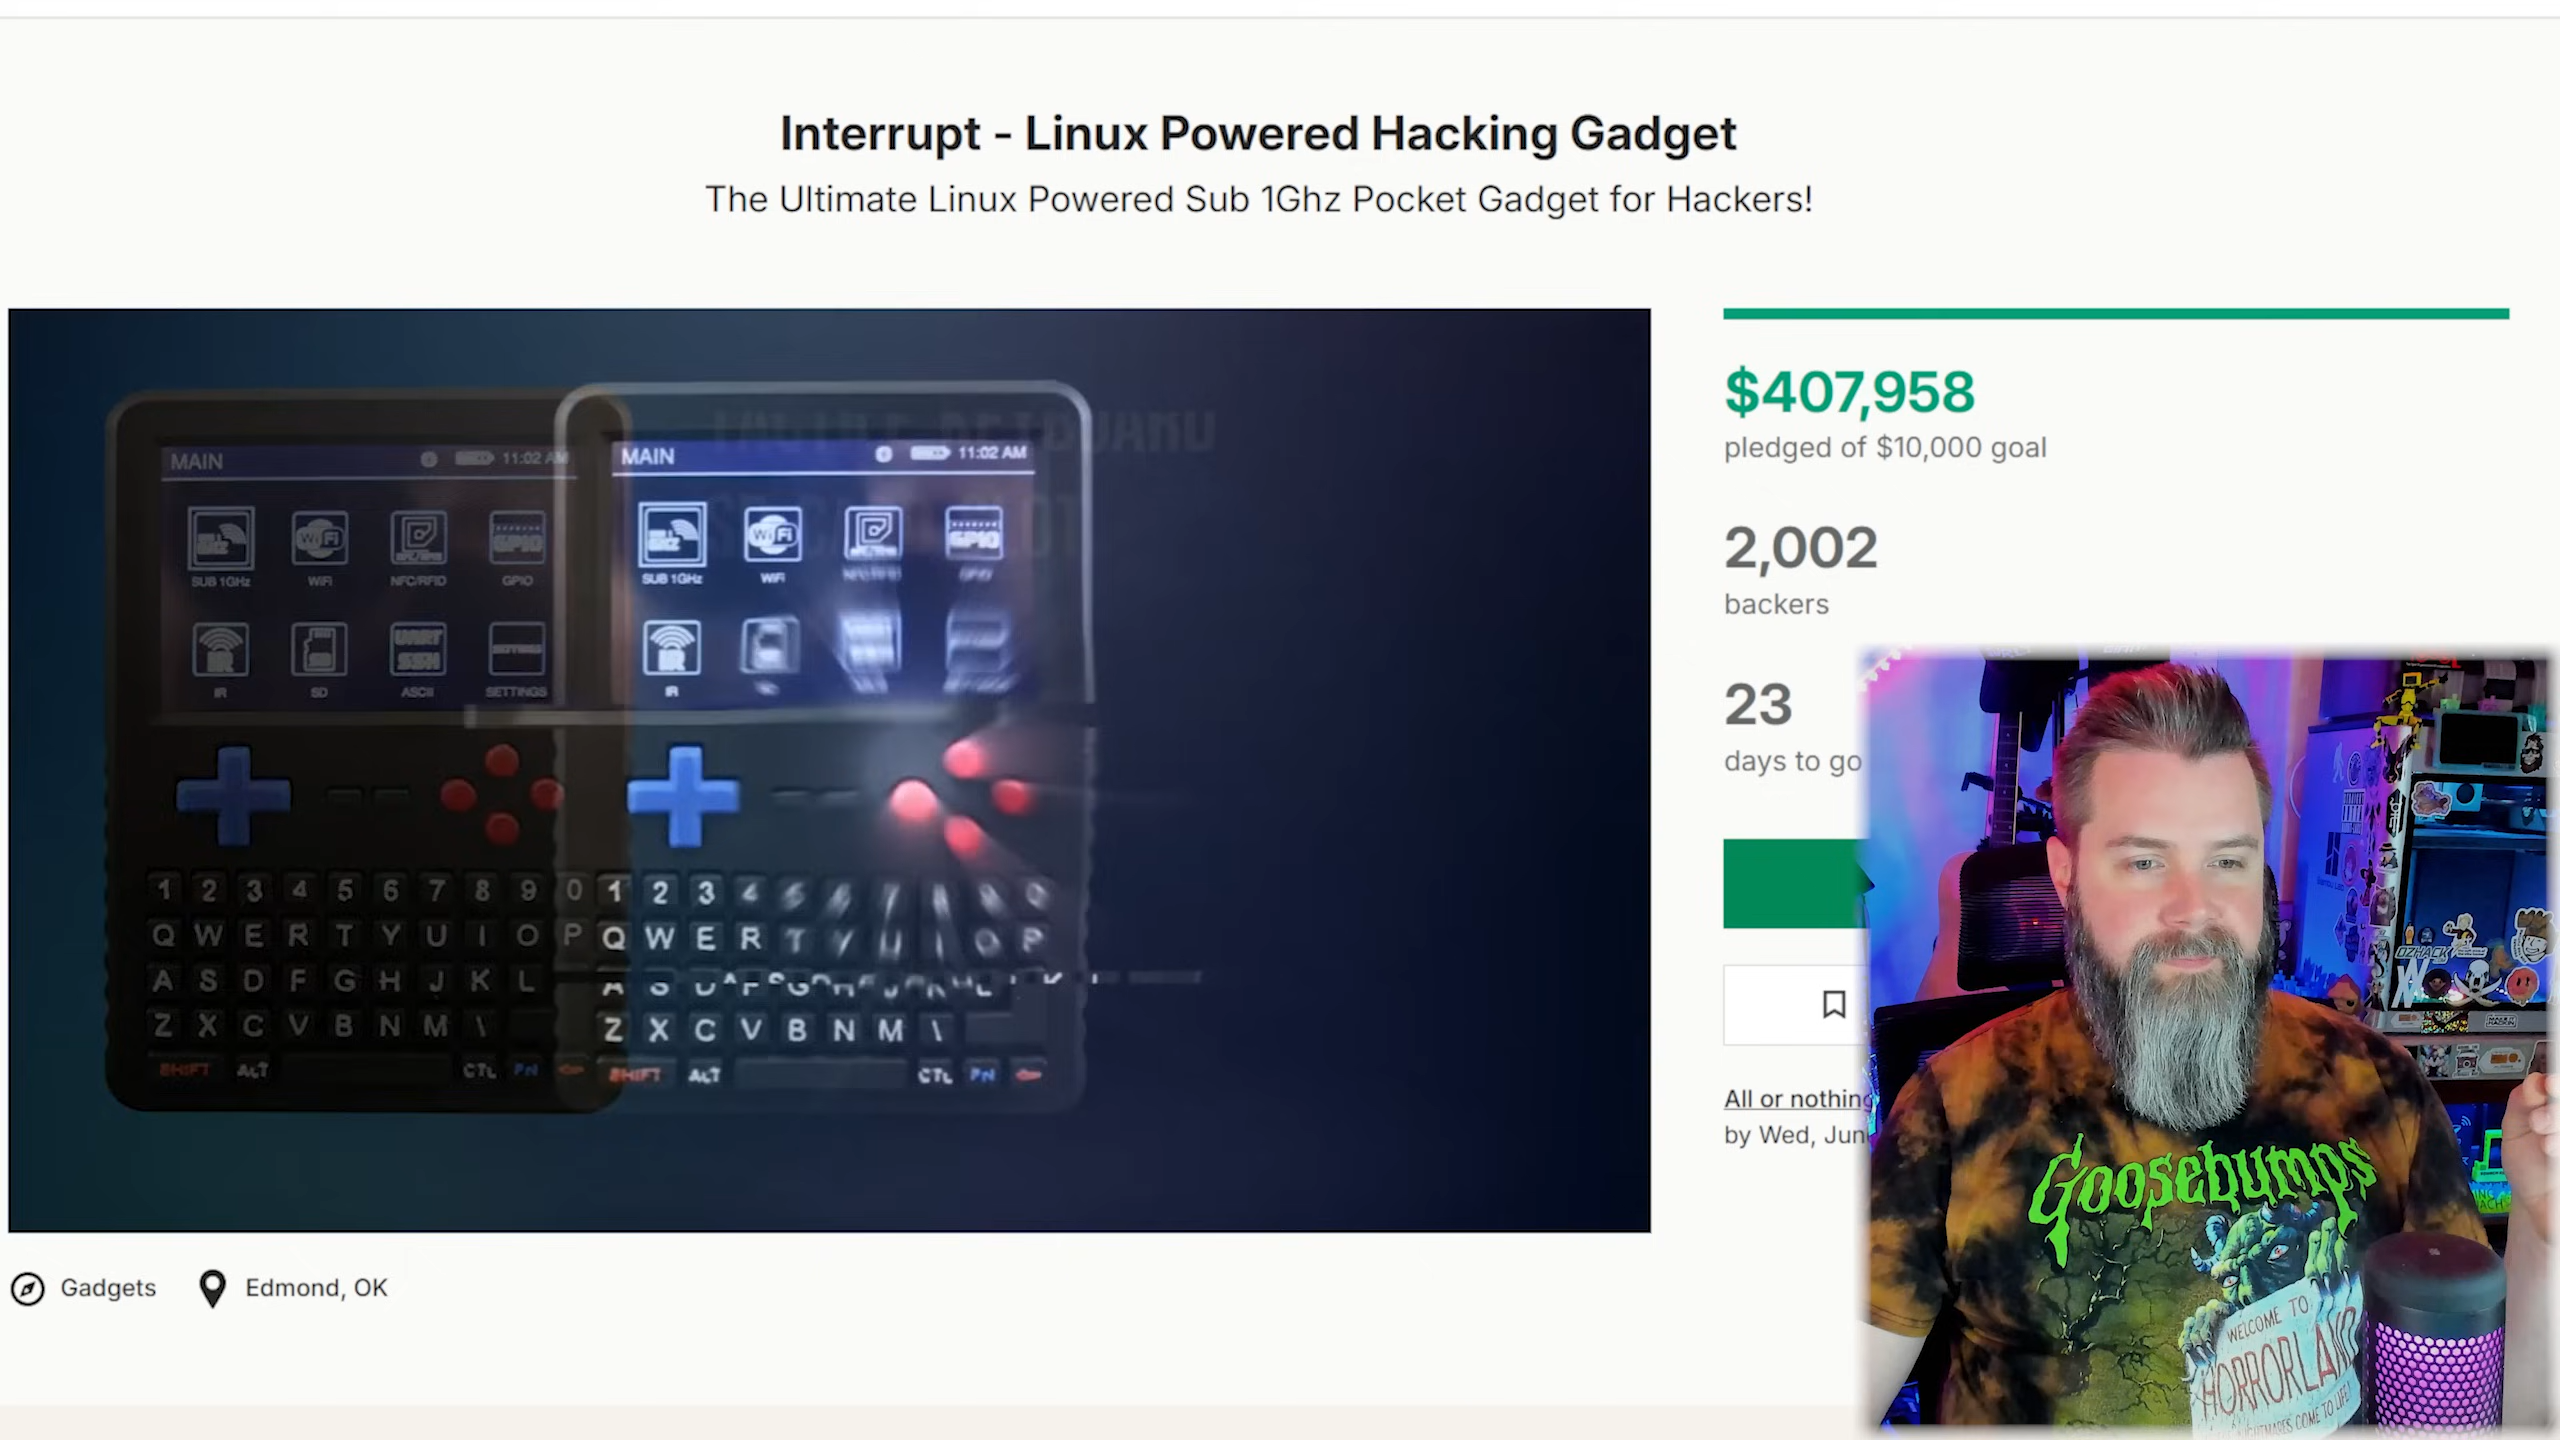 Interrupt - Linux Powered Hacking Gadget
The Ultimate Linux Powered Sub 1Ghz Pocket Gadget for Hackers!
$407,958
pledged of $10,000 goal
2,002
backers
23
days to go
All or nothing
by Wed, Jun
Gadgets Edmond, OK
MAIN 11:02 AM
SUB 1GHz WiFi NFC/RFID GPIO
IR SD ASCII SETTINGS
1 2 3 4 5 6 7 8 9 0
Q W E R T Y U I O P
A S D F G H J K L
Z X C V B N M \
SHIFT ALT CTL FN
MAIN 11:02 AM
SUB 1GHz WiFi
IR
1 2 3 4
Q W E R T Y U I O P
Z X C V B N M \
SHIFT ALT CTL FN
Goosebumps
WELCOME TO
HORRORLAND